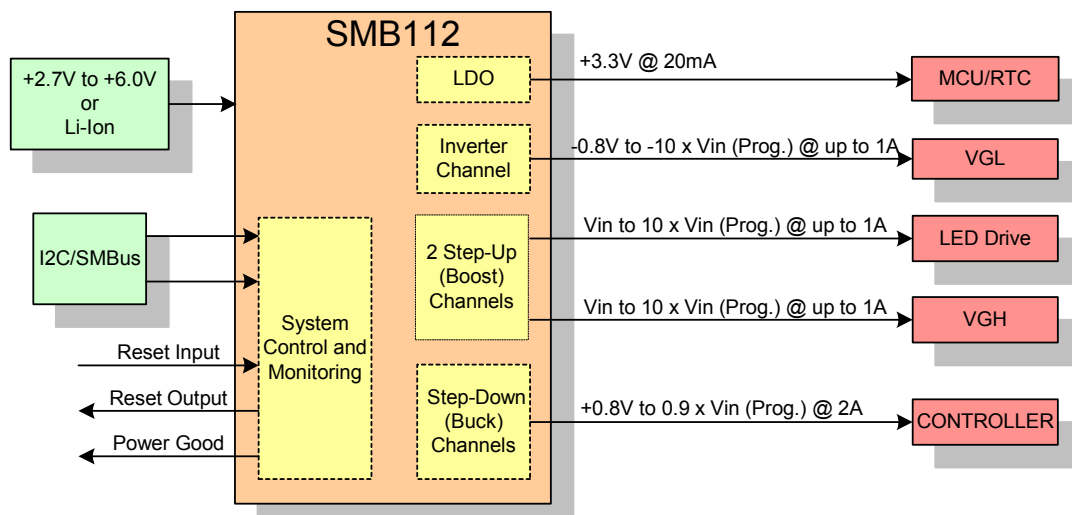 SMB112
+2.7V to +6.0V
or
Li-Ion
I2C/SMBus
Reset Input
Reset Output
Power Good
System
Control and
Monitoring
LDO
Inverter
Channel
2 Step-Up
(Boost)
Channels
Step-Down
(Buck)
Channels
+3.3V @ 20mA
-0.8V to -10 x Vin (Prog.) @ up to 1A
Vin to 10 x Vin (Prog.) @ up to 1A
Vin to 10 x Vin (Prog.) @ up to 1A
+0.8V to 0.9 x Vin (Prog.) @ 2A
MCU/RTC
VGL
LED Drive
VGH
CONTROLLER